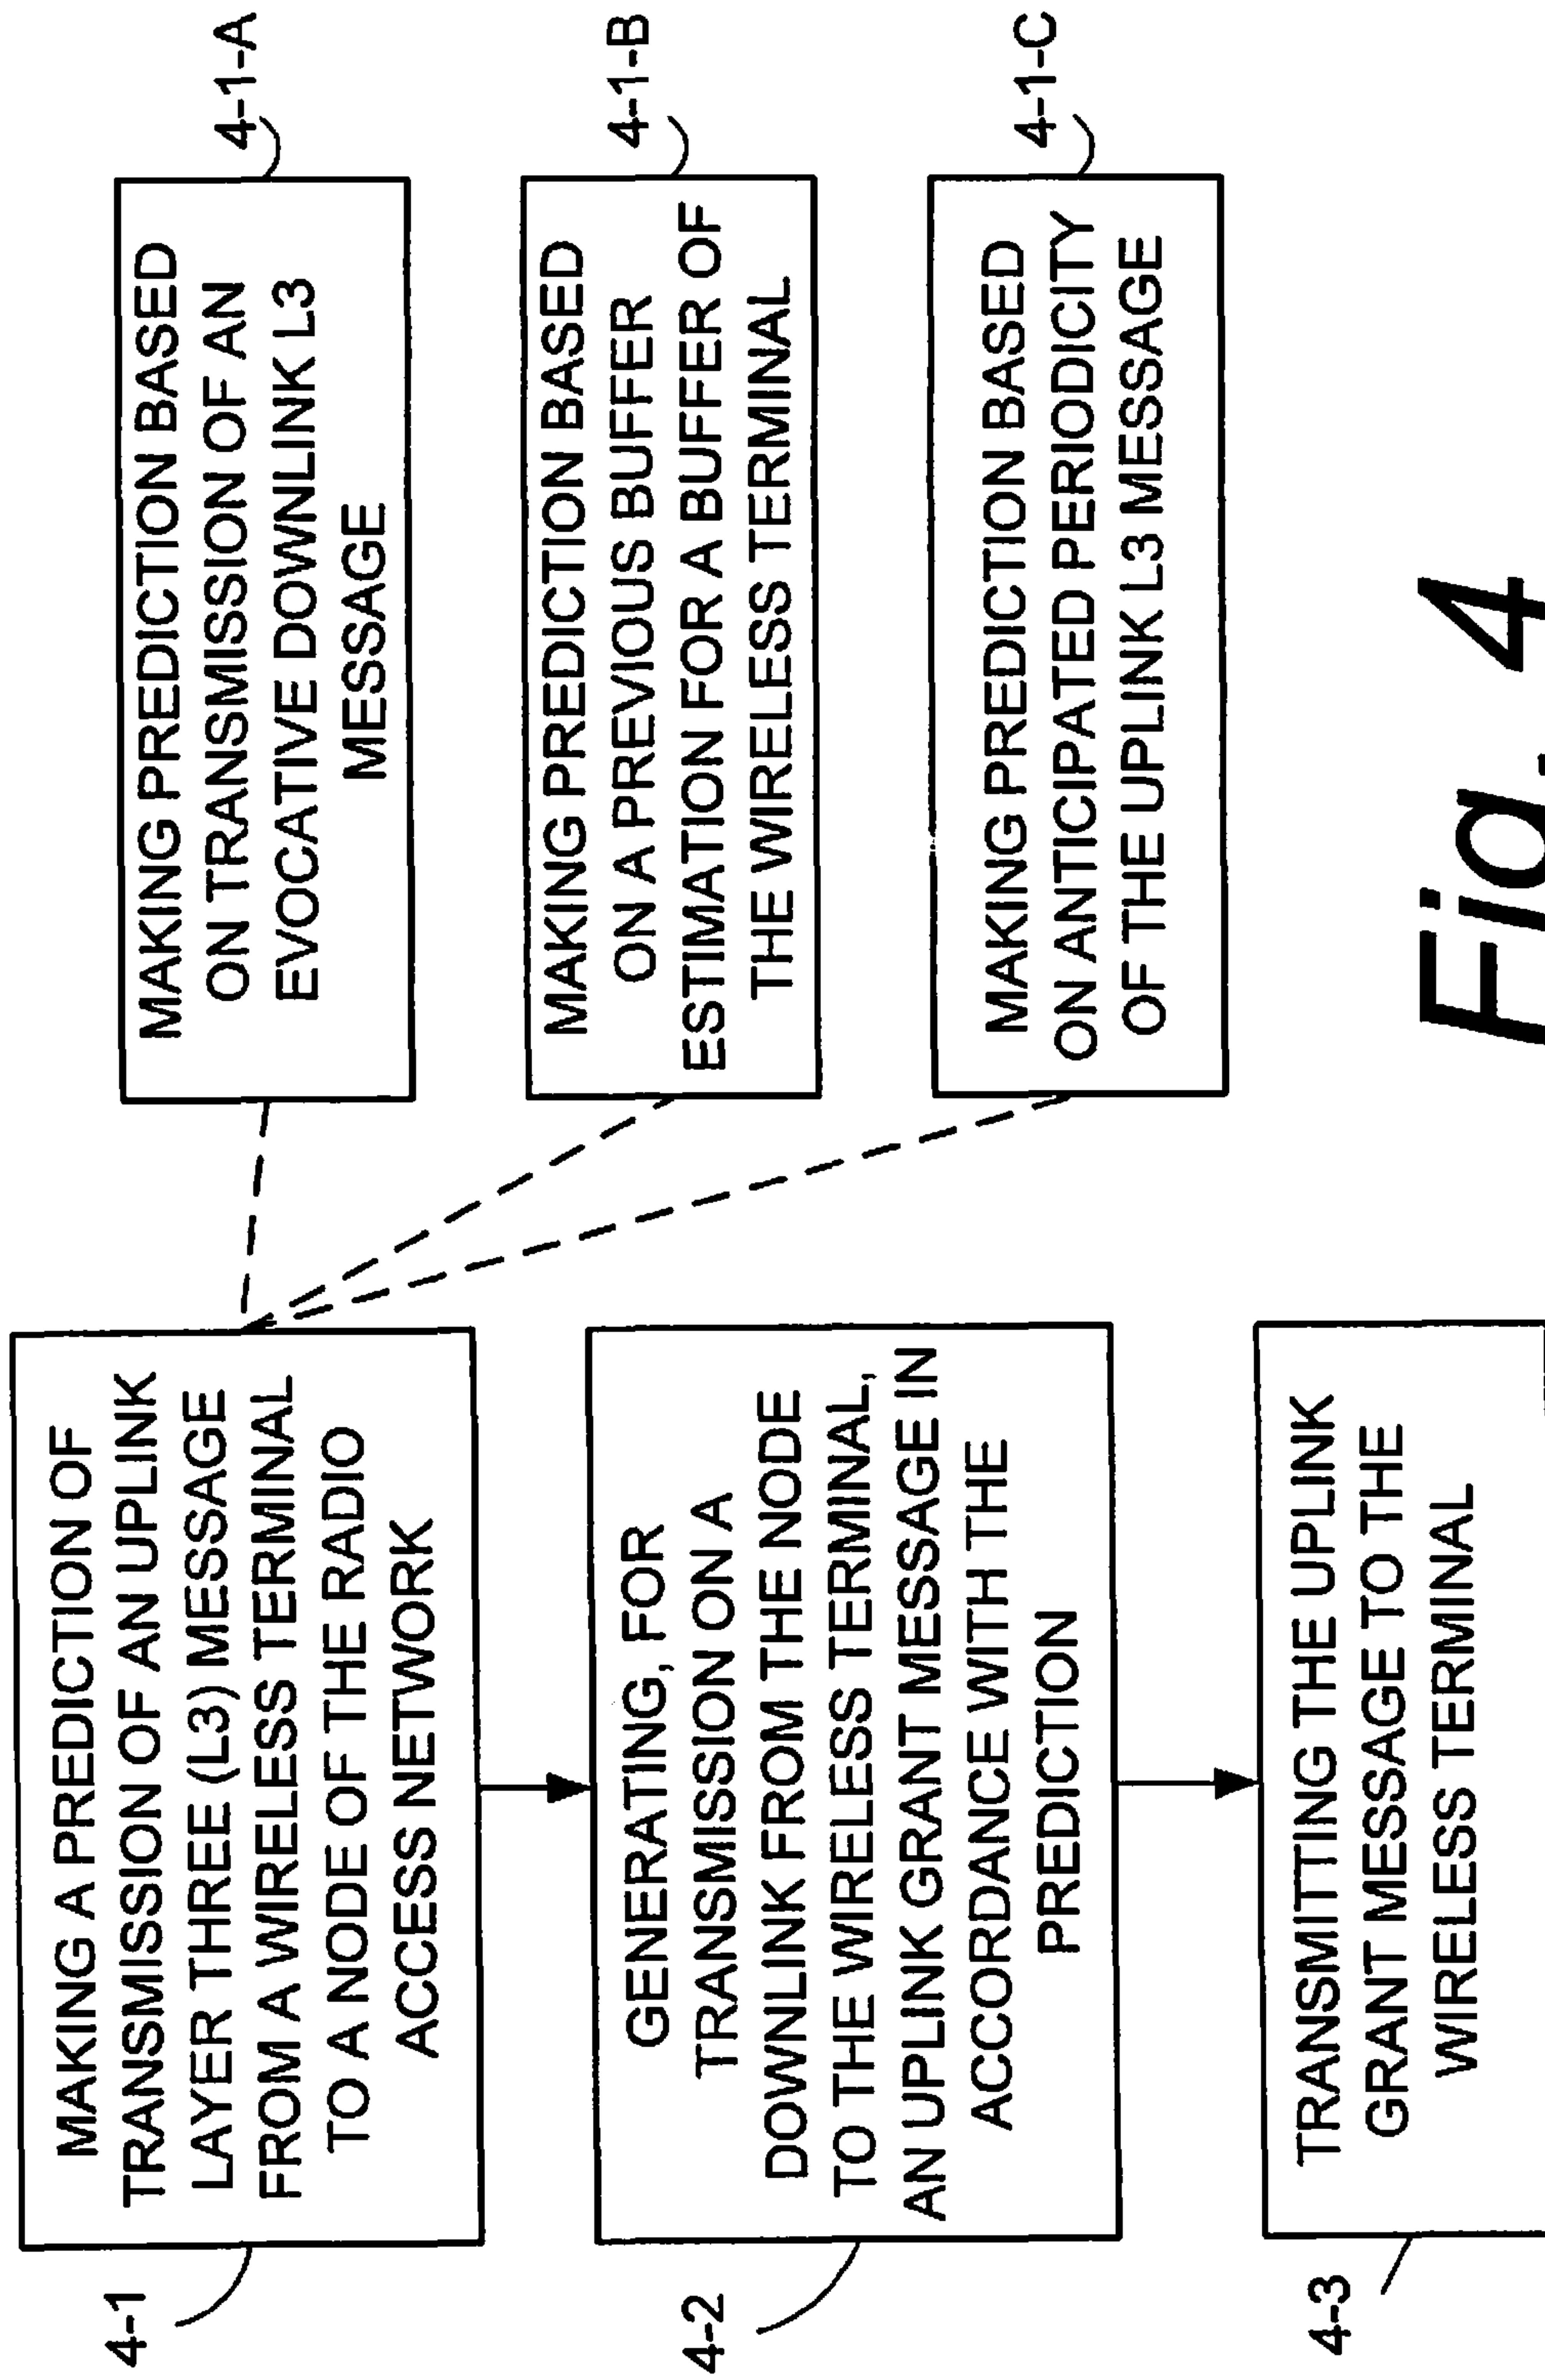 4-1
MAKING A PREDICTION OF
TRANSMISSION OF AN UPLINK
LAYER THREE (L3) MESSAGE
FROM A WIRELESS TERMINAL
TO A NODE OF THE RADIO
ACCESS NETWORK
4-2
GENERATING, FOR
TRANSMISSION ON A
DOWNLINK FROM THE NODE
TO THE WIRELESS TERMINAL,
AN UPLINK GRANT MESSAGE IN
ACCORDANCE WITH THE
PREDICTION
4-3
TRANSMITTING THE UPLINK
GRANT MESSAGE TO THE
WIRELESS TERMINAL
4-1-A
MAKING PREDICTION BASED
ON TRANSMISSION OF AN
EVOCATIVE DOWNLINK L3
MESSAGE
4-1-B
MAKING PREDICTION BASED
ON A PREVIOUS BUFFER
ESTIMATION FOR A BUFFER OF
THE WIRELESS TERMINAL
4-1-C
MAKING PREDICTION BASED
ON ANTICIPATED PERIODICITY
OF THE UPLINK L3 MESSAGE
Fig. 4